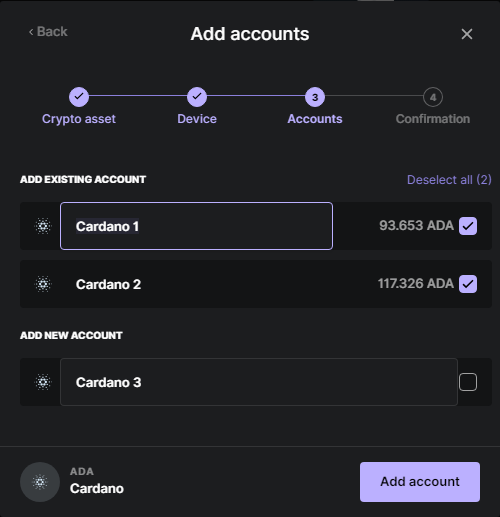 ‹ Back
Add accounts
3
4
Crypto asset
Device
Accounts
Confirmation
ADD EXISTING ACCOUNT
Deselect all (2)
Cardano 1
93.653 ADA
Cardano 2
117.326 ADA
ADD NEW ACCOUNT
Cardano 3
ADA
Cardano
Add account